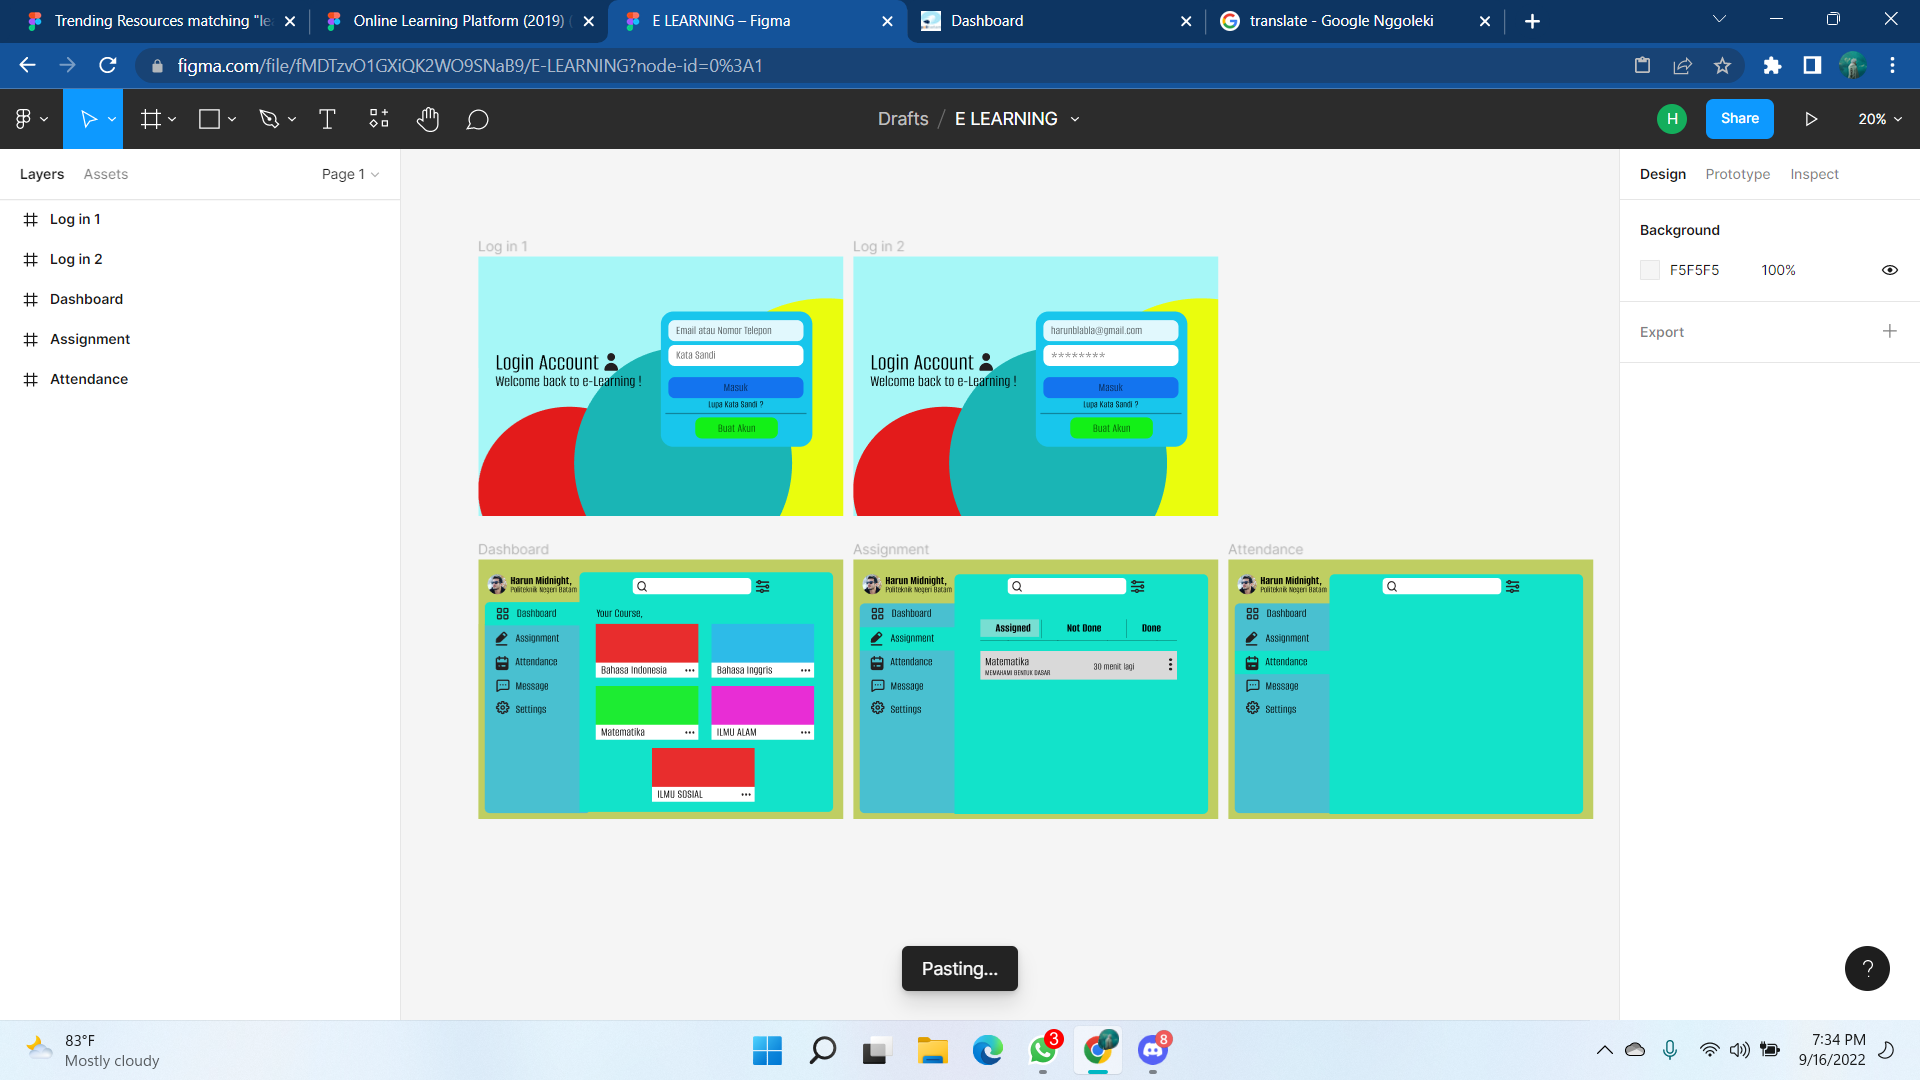 Trending Resources matching "le
Online Learning Platform (2019) (
E LEARNING – Figma
Dashboard
translate - Google Nggoleki
figma.com/file/fMDTzvO1GXiQK2WO9SNaB9/E-LEARNING?node-id=0%3A1
Drafts / E LEARNING
H
Share
20%
Layers
Assets
Page 1
Design
Prototype
Inspect
Log in 1
Log in 2
Dashboard
Assignment
Attendance
Background
F5F5F5
100%
Export
Log in 1
Login Account
Welcome back to e-Learning !
Email atau Nomor Telepon
Kata Sandi
Masuk
Lupa Kata Sandi ?
Buat Akun
Log in 2
Login Account
Welcome back to e-Learning !
harunblabla@gmail.com
********
Masuk
Lupa Kata Sandi ?
Buat Akun
Dashboard
Harun Midnight,
Politeknik Negeri Batam
Dashboard
Assignment
Attendance
Message
Settings
Your Course,
Bahasa Indonesia
Bahasa Inggris
Matematika
ILMU ALAM
ILMU SOSIAL
Assignment
Harun Midnight,
Politeknik Negeri Batam
Dashboard
Assignment
Attendance
Message
Settings
Assigned
Not Done
Done
Matematika
MEMAHAMI BENTUK DASAR
30 menit lagi
Attendance
Harun Midnight,
Politeknik Negeri Batam
Dashboard
Assignment
Attendance
Message
Settings
Pasting...
?
83°F
Mostly cloudy
3
8
7:34 PM
9/16/2022